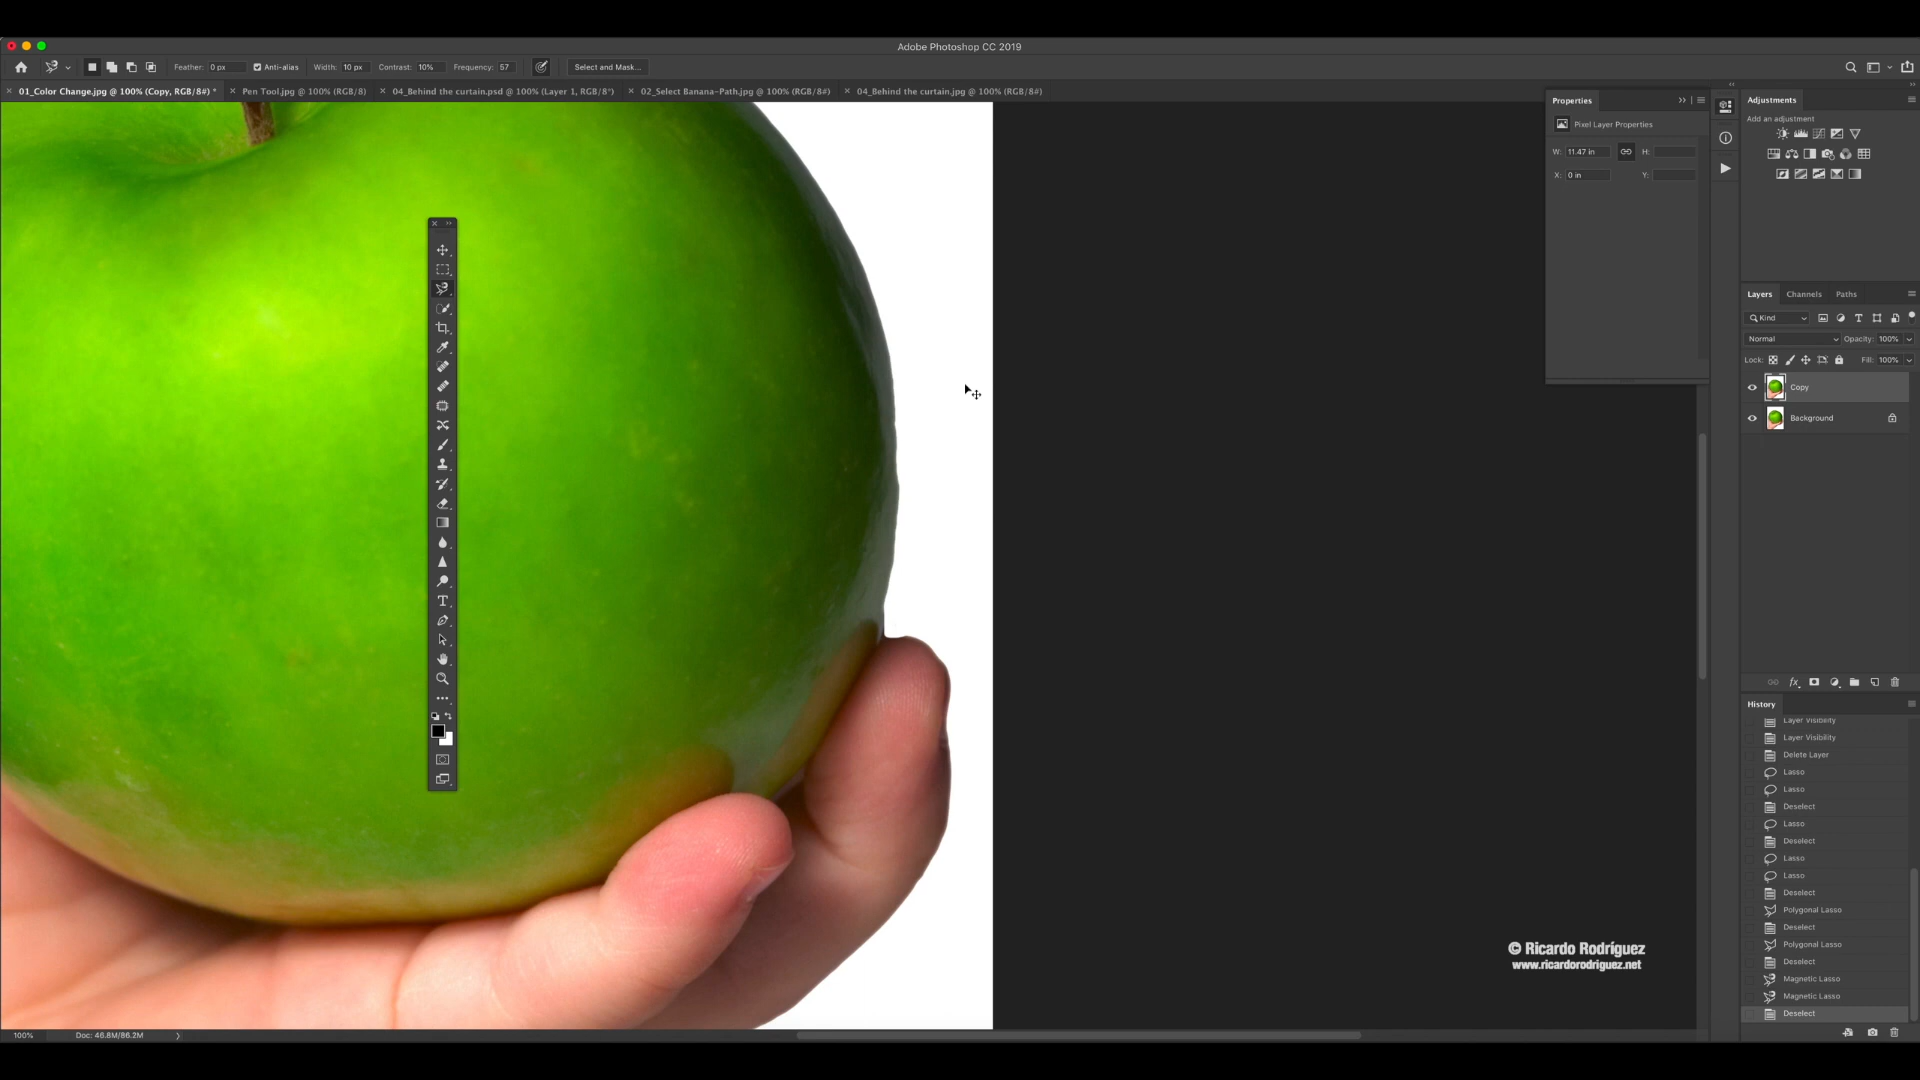 Adobe Photoshop CC 2019
Feather: 0 px Anti-alias Width: 10 px Contrast: 10% Frequency: 57 Select and Mask...
01_Color Change.jpg @ 100% (Copy, RGB/8#) * Pen Tool.jpg @ 100% (RGB/8) 04_Behind the curtain.psd @ 100% (Layer 1, RGB/8*) 02_Select Banana-Path.jpg @ 100% (RGB/8#) 04_Behind the curtain.jpg @ 100% (RGB/8#)
Properties
Pixel Layer Properties
W: 11.47 in H:
X: 0 in Y:
Adjustments
Add an adjustment
Layers Channels Paths
Kind
Normal Opacity: 100%
Lock: Fill: 100%
Copy
Background
fx
History
Layer Visibility
Layer Visibility
Delete Layer
Lasso
Lasso
Deselect
Lasso
Deselect
Lasso
Lasso
Deselect
Polygonal Lasso
Deselect
Polygonal Lasso
Deselect
Magnetic Lasso
Magnetic Lasso
Deselect
© Ricardo Rodríguez
www.ricardorodriguez.net
100% Doc: 46.8M/86.2M